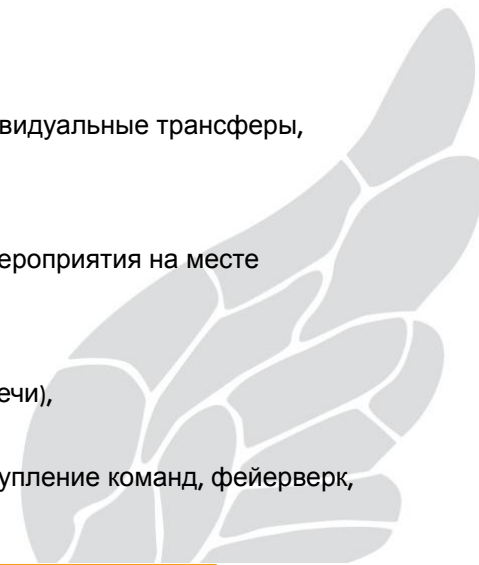 видуальные трансферы,
ероприятия на месте
ечи),
упление команд, фейерверк,